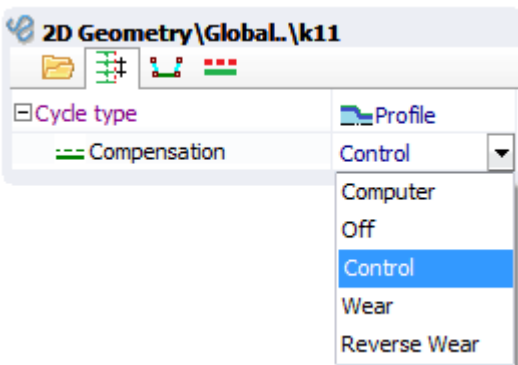 2D Geometry\Global..\k11
Cycle type Profile
Compensation Control
Computer
Off
Control
Wear
Reverse Wear